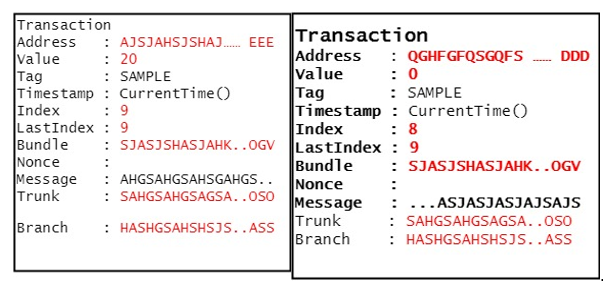 Transaction
Address : AJSJAHSJSHAJ...... EEE
Value : 20
Tag : SAMPLE
Timestamp : CurrentTime()
Index : 9
LastIndex : 9
Bundle : SJASJSHASJAHK..OGV
Nonce :
Message : AHGSAHGSAHSGAHGS..
Trunk : SAHGSAHGSAGSA..OSO
Branch : HASHGSAHSHSJS..ASS
Transaction
Address : QGHFGFQSGQFS ...... DDD
Value : 0
Tag : SAMPLE
Timestamp : CurrentTime()
Index : 8
LastIndex : 9
Bundle : SJASJSHASJAHK..OGV
Nonce :
Message : ...ASJASJASJAJSAJS
Trunk : SAHGSAHGSAGSA..OSO
Branch : HASHGSAHSHSJS..ASS